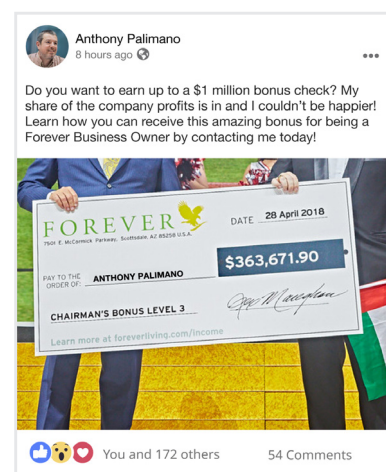 Anthony Palimano
8 hours ago
Do you want to earn up to a $1 million bonus check? My
share of the company profits is in and I couldn't be happier!
Learn how you can receive this amazing bonus for being a
Forever Business Owner by contacting me today!
FOREVER
7501 E. McCormick Parkway, Scottsdale, AZ 85258 U.S.A.
DATE 28 April 2018
PAY TO THE
ORDER OF: ANTHONY PALIMANO
$363,671.90
CHAIRMAN'S BONUS LEVEL 3
Learn more at foreverliving.com/income
You and 172 others 54 Comments